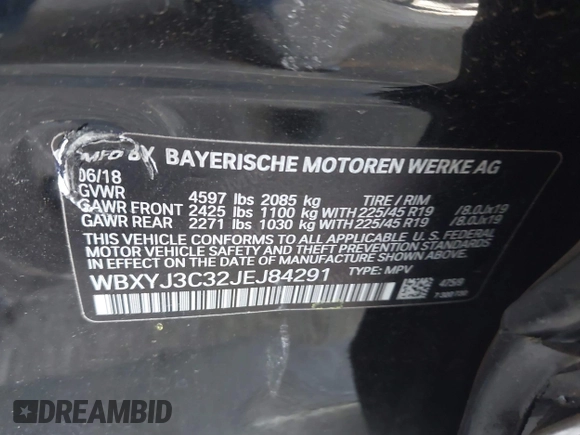 MFD BY BAYERISCHE MOTOREN WERKE AG
06/18
GVWR 4597 lbs 2085 kg TIRE / RIM
GAWR FRONT 2425 lbs 1100 kg WITH 225/45 R19 / 8.0Jx19
GAWR REAR 2271 lbs 1030 kg WITH 225/45 R19 / 8.0Jx19
THIS VEHICLE CONFORMS TO ALL APPLICABLE U.S. FEDERAL
MOTOR VEHICLE SAFETY AND THEFT PREVENTION STANDARDS
IN EFFECT ON THE DATE OF MANUFACTURE SHOWN ABOVE.
WBXYJ3C32JEJ84291 TYPE: MPV
DREAMBID